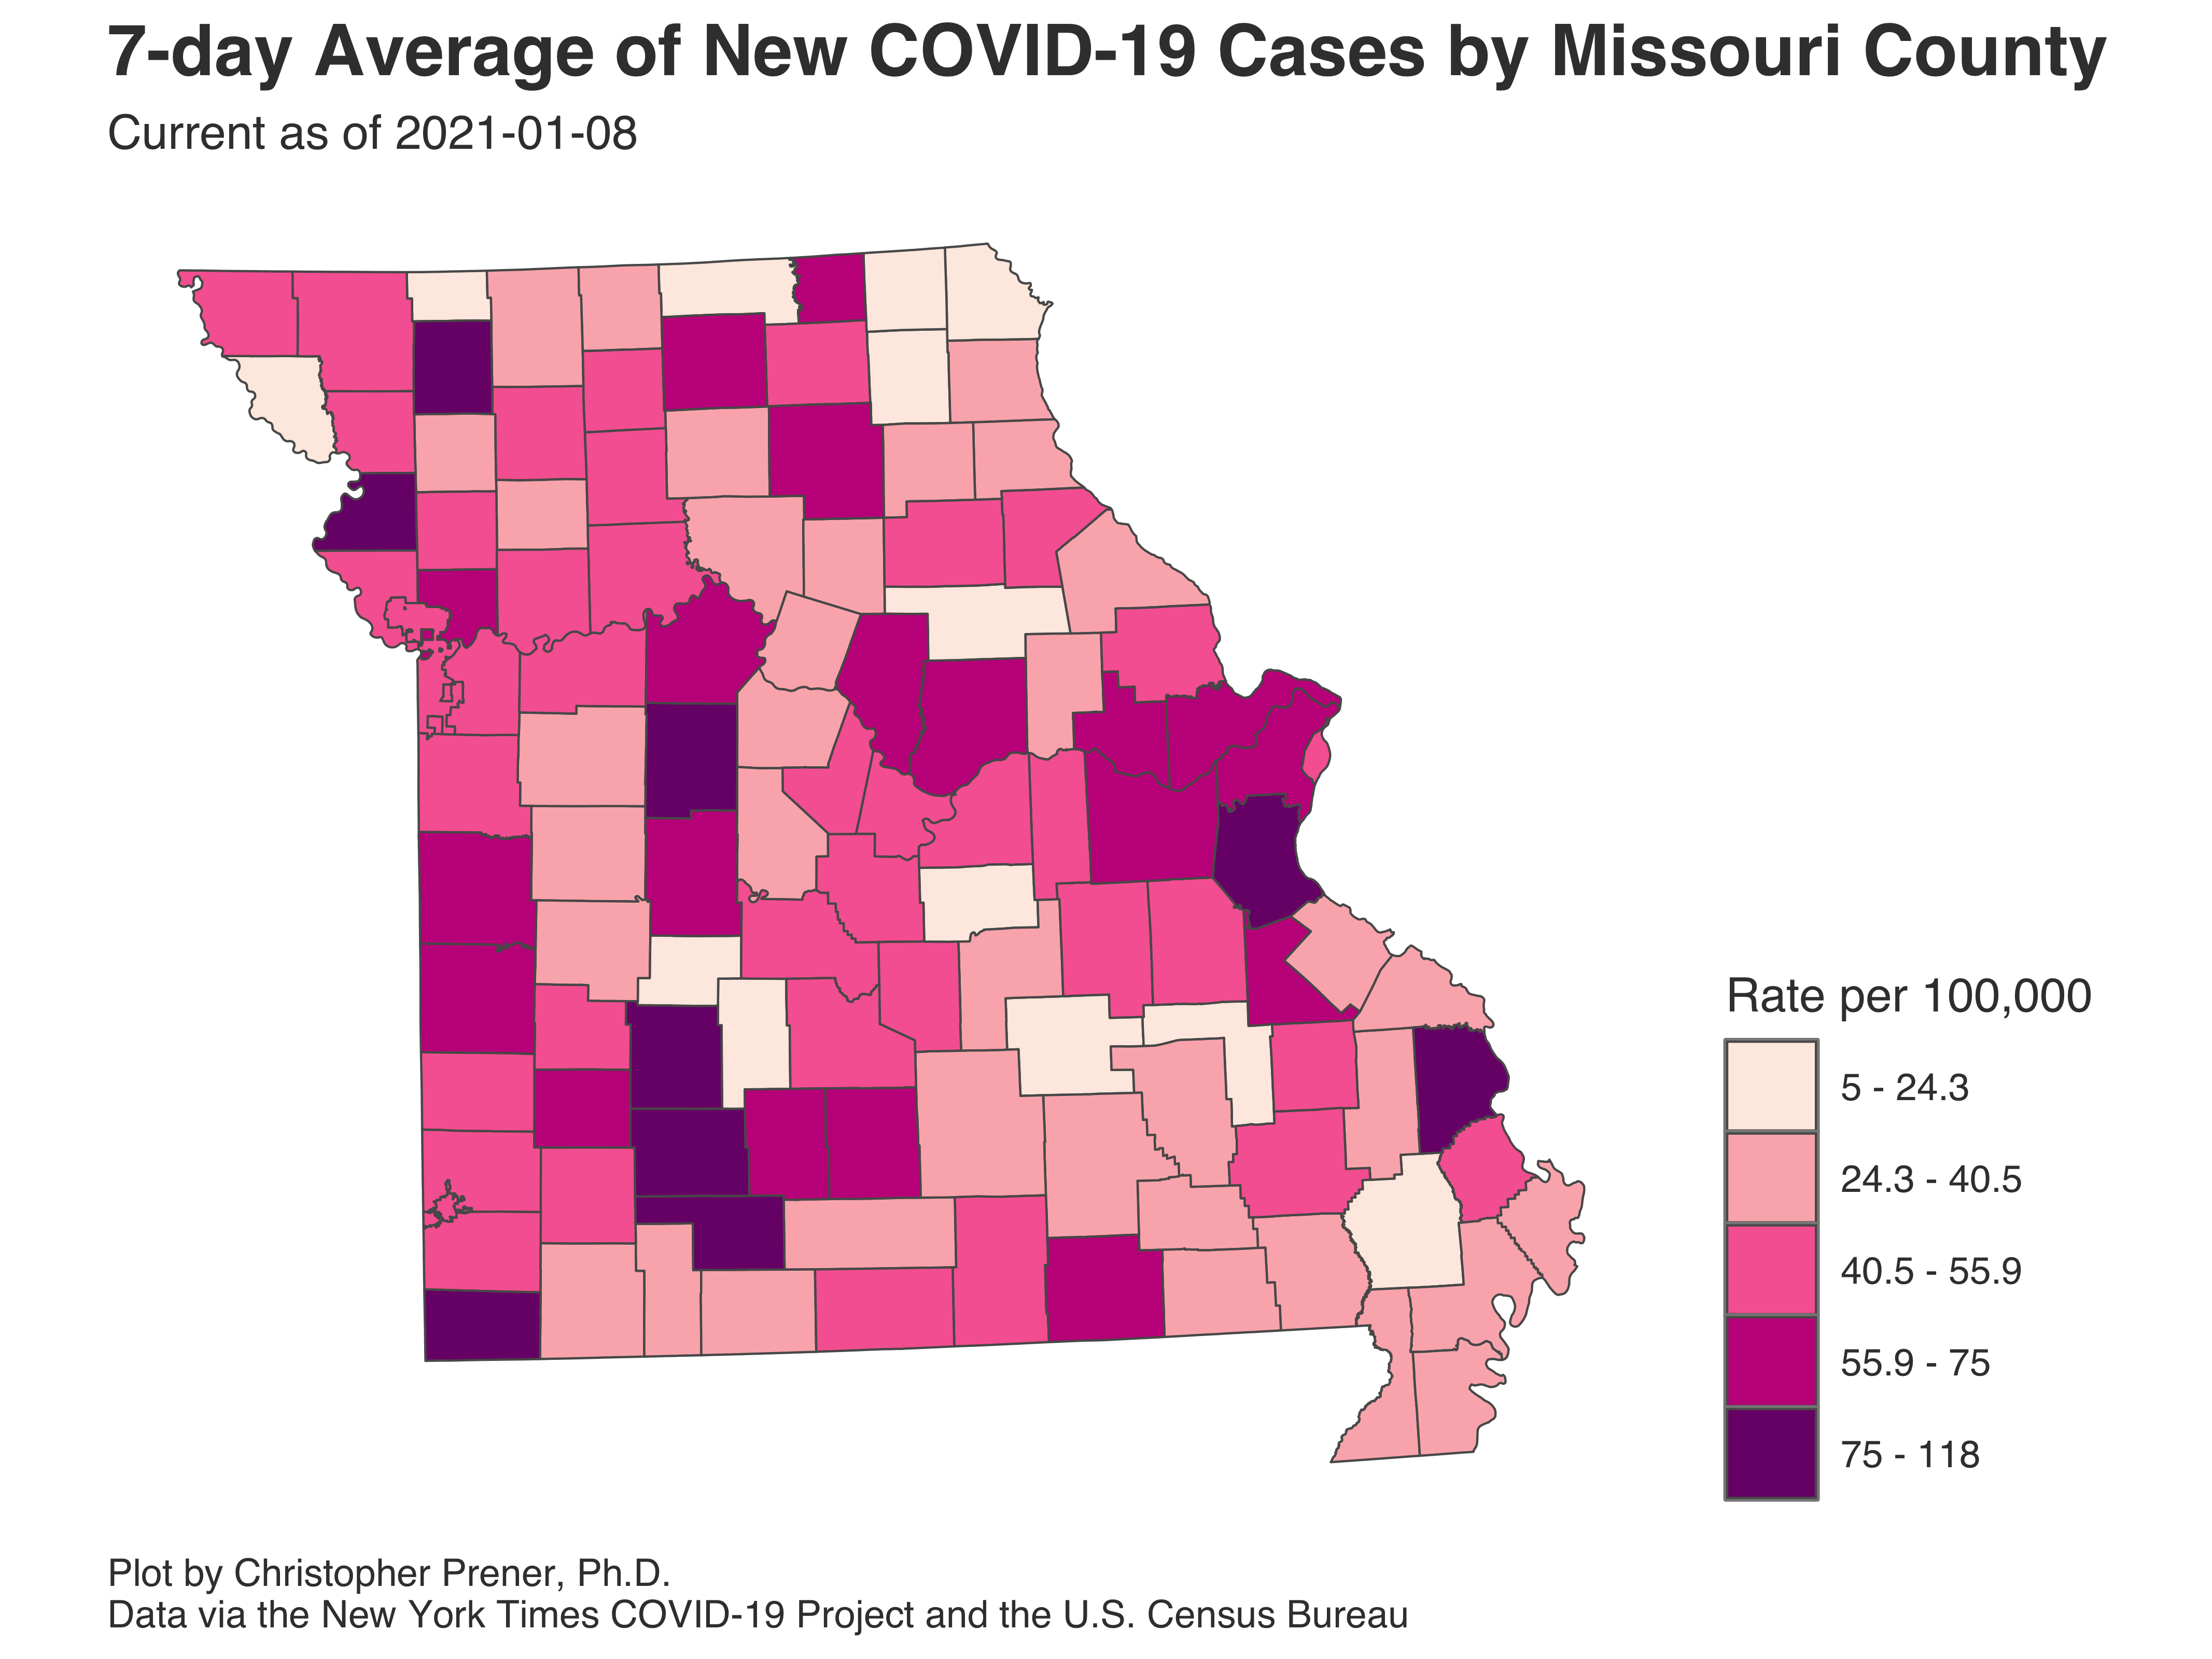 7-day Average of New COVID-19 Cases by Missouri County
Current as of 2021-01-08
Rate per 100,000
5 - 24.3
24.3 - 40.5
40.5 - 55.9
55.9 - 75
75 - 118
Plot by Christopher Prener, Ph.D.
Data via the New York Times COVID-19 Project and the U.S. Census Bureau